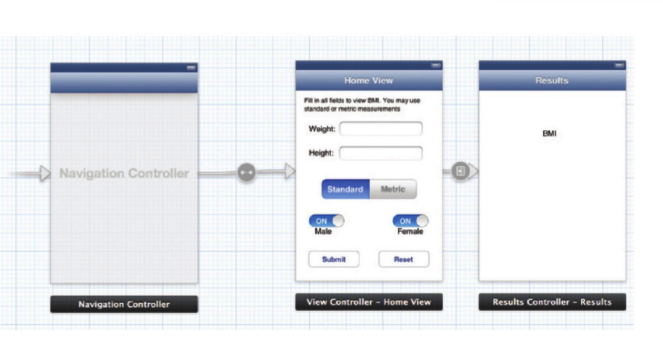 Navigation Controller
Navigation Controller
Home View
Fill in all fields to view BMI. You may use
standard or metric measurements
Weight:
Height:
Standard Metric
ON ON
Male Female
Submit Reset
View Controller - Home View
Results
BMI
Results Controller - Results